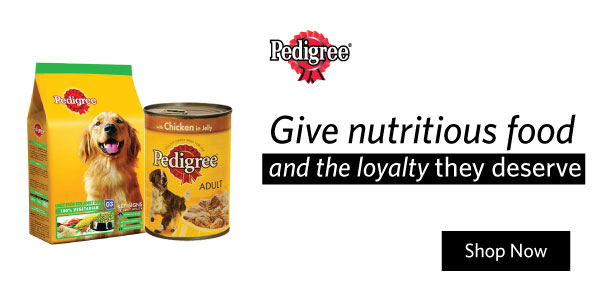 Pedigree
Give nutritious food
and the loyalty they deserve
Shop Now
Pedigree
100% VEGETARIAN
03
with Chicken in Jelly
Pedigree
ADULT